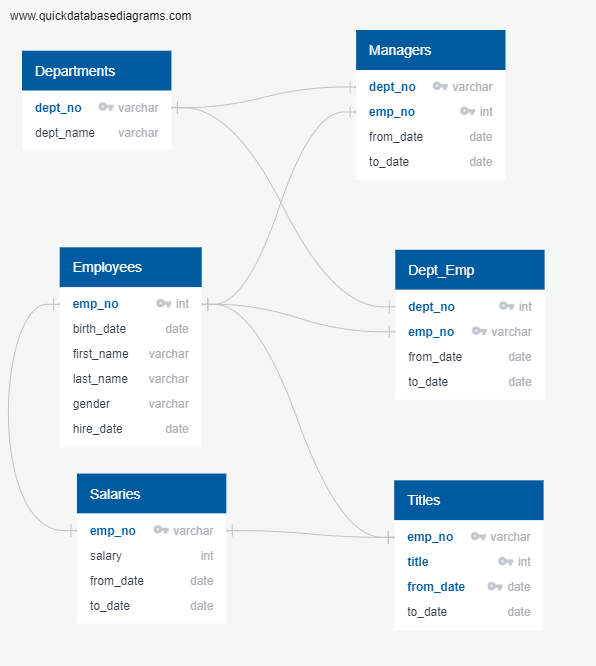 www.quickdatabasediagrams.com
Departments
dept_no varchar
dept_name varchar
Managers
dept_no varchar
emp_no int
from_date date
to_date date
Employees
emp_no int
birth_date date
first_name varchar
last_name varchar
gender varchar
hire_date date
Dept_Emp
dept_no int
emp_no varchar
from_date date
to_date date
Salaries
emp_no varchar
salary int
from_date date
to_date date
Titles
emp_no varchar
title int
from_date date
to_date date